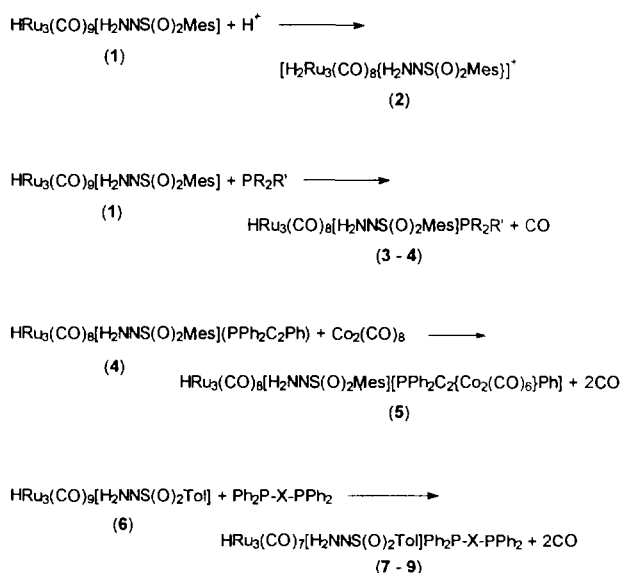 HRu₃(CO)₉[H₂NNS(O)₂Mes] + H⁺ ⟶
(1)
[H₂Ru₃(CO)₈{H₂NNS(O)₂Mes}]⁺
(2)
HRu₃(CO)₉[H₂NNS(O)₂Mes] + PR₂R' ⟶
(1)
HRu₃(CO)₈[H₂NNS(O)₂Mes}PR₂R' + CO
(3 - 4)
HRu₃(CO)₈[H₂NNS(O)₂Mes](PPh₂C₂Ph) + Co₂(CO)₈ ⟶
(4)
HRu₃(CO)₈[H₂NNS(O)₂Mes][PPh₂C₂{Co₂(CO)₆}Ph] + 2CO
(5)
HRu₃(CO)₉[H₂NNS(O)₂Tol] + Ph₂P-X-PPh₂ ⟶
(6)
HRu₃(CO)₇[H₂NNS(O)₂Tol]Ph₂P-X-PPh₂ + 2CO
(7 - 9)